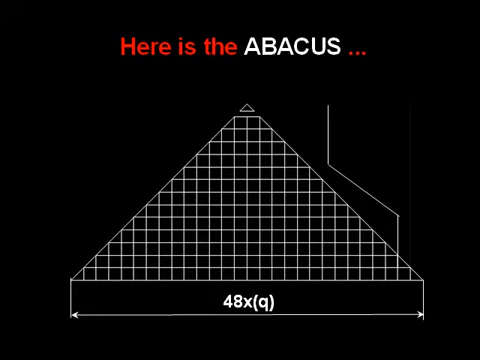 Here is the ABACUS ...
48x(q)